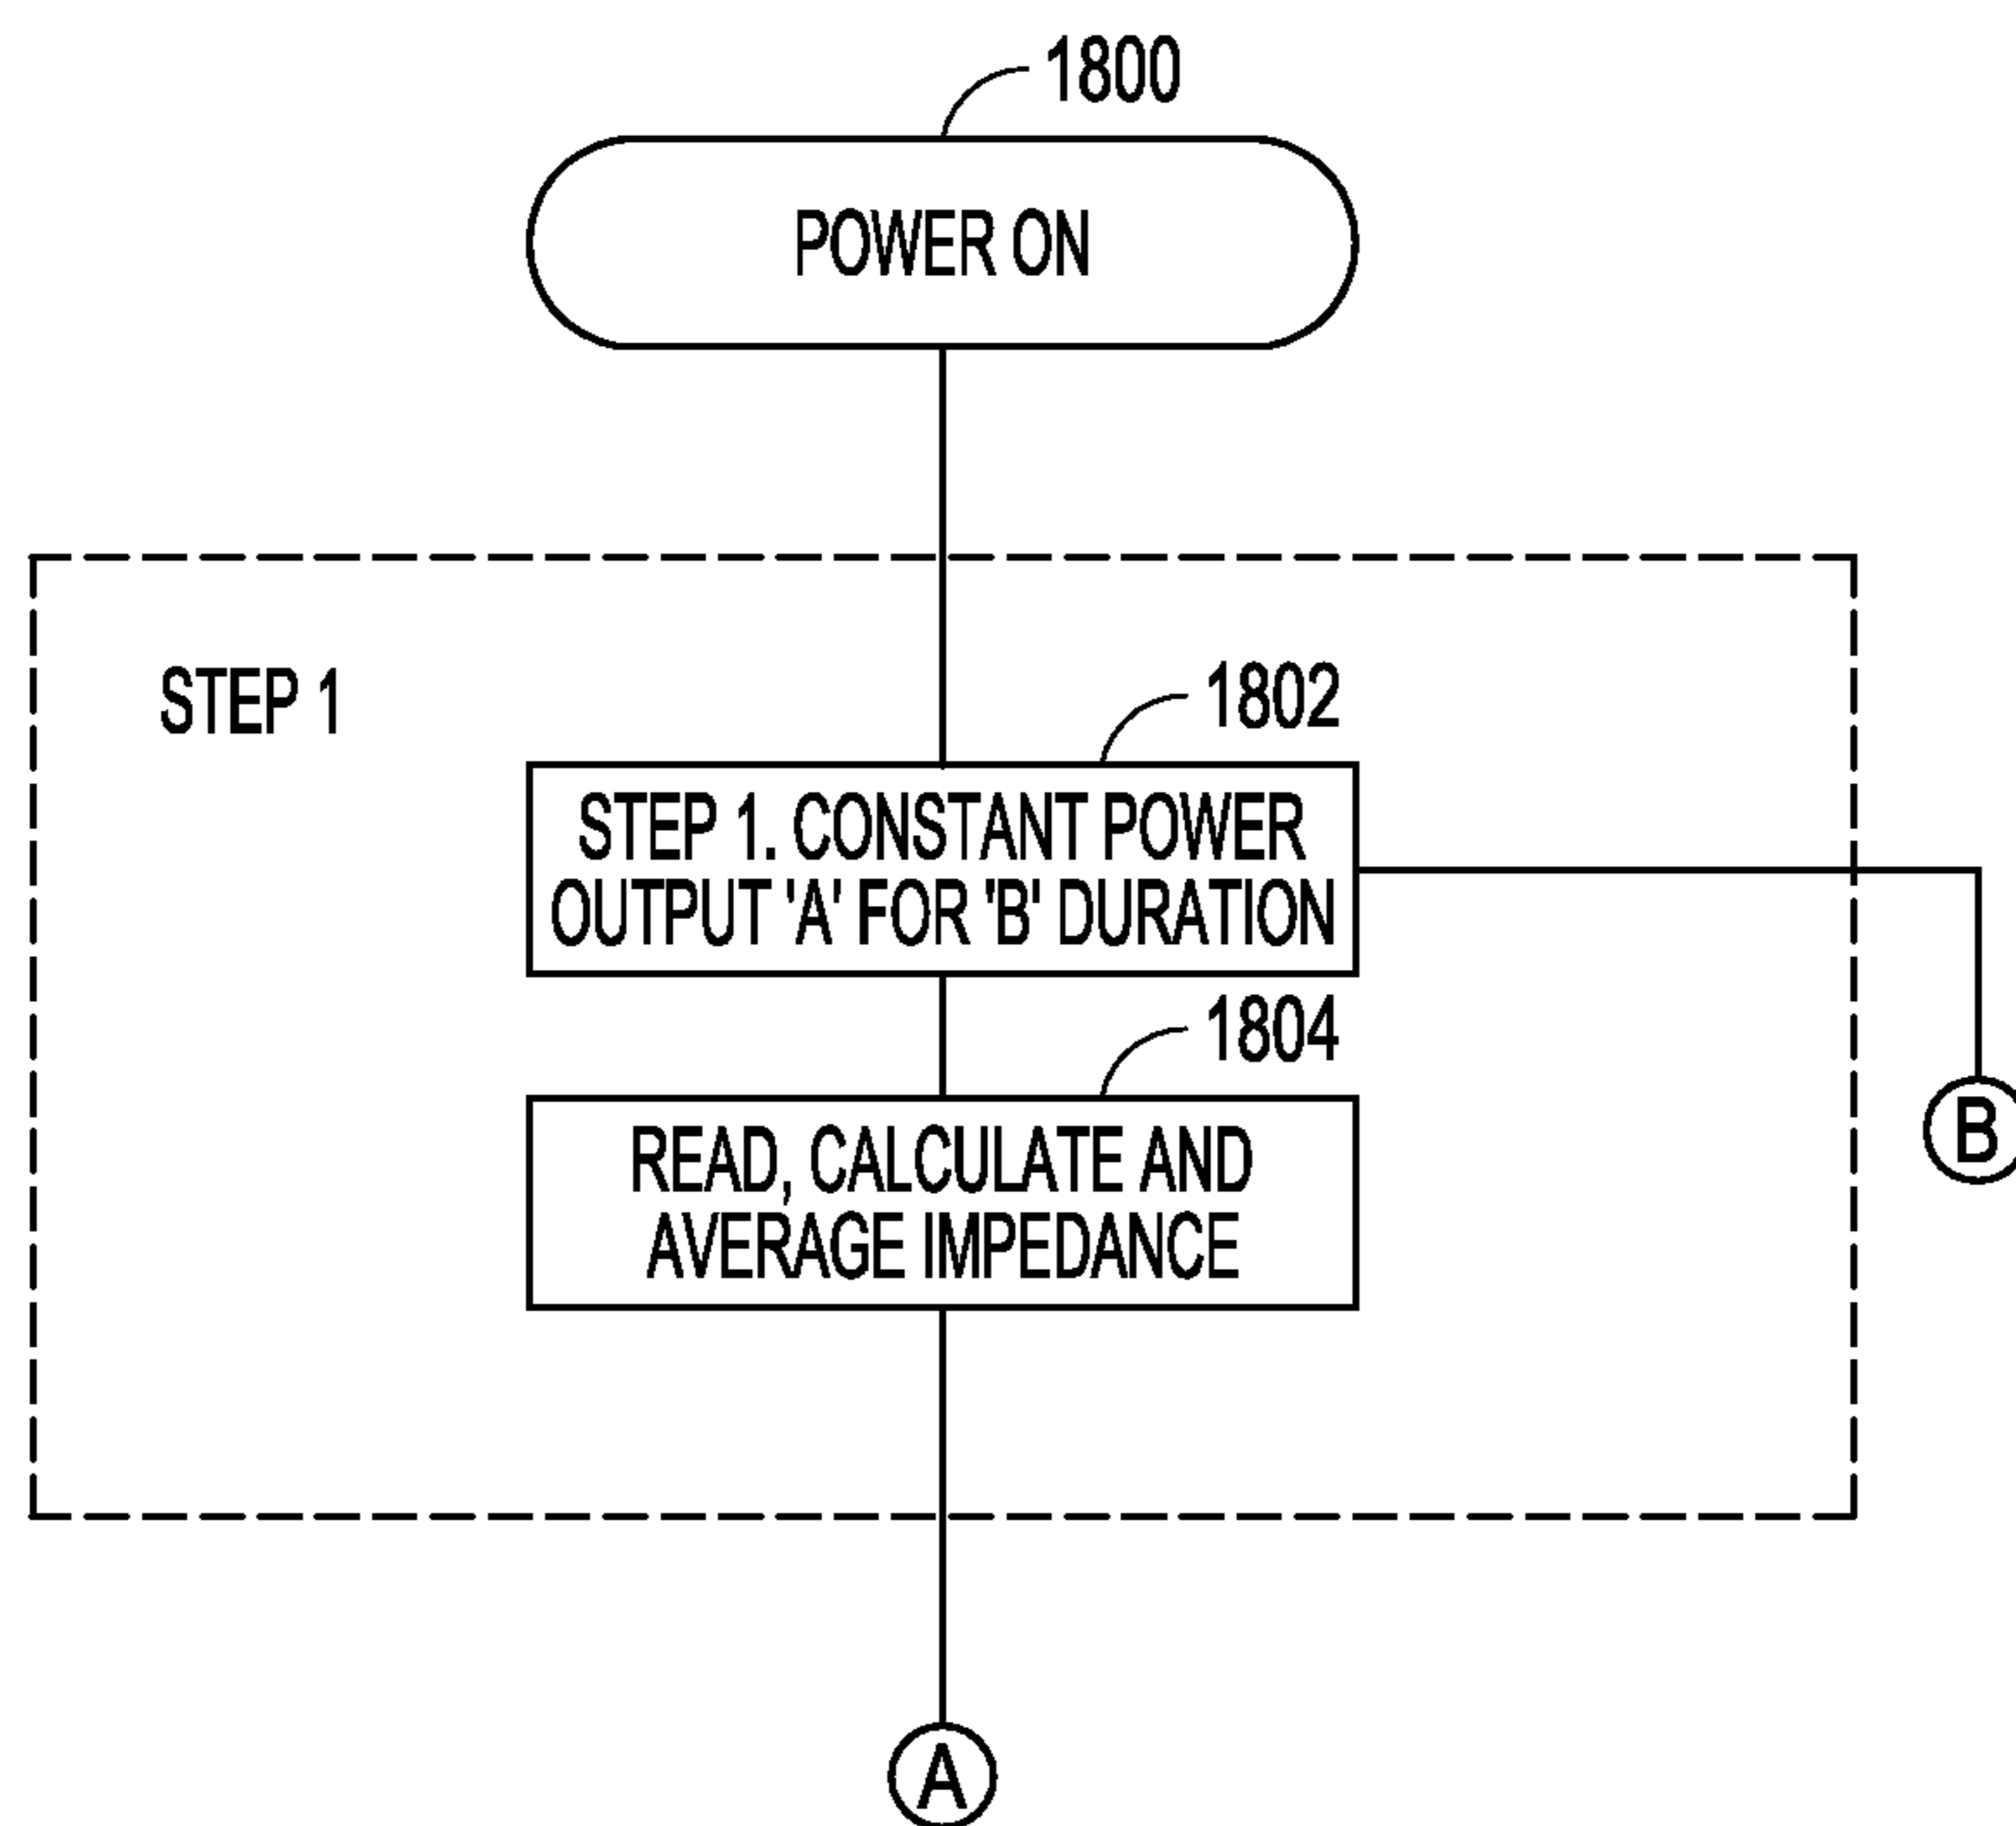 1800
POWER ON
STEP 1
1802
STEP 1. CONSTANT POWER
OUTPUT 'A' FOR 'B' DURATION
1804
READ, CALCULATE AND
AVERAGE IMPEDANCE
B
A